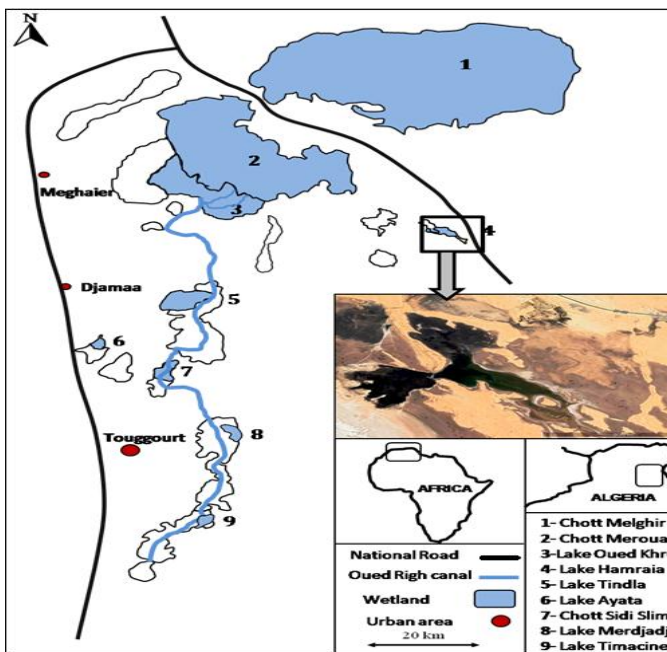 N
1
2
3
Meghaier
4
Djamaa
5
6
7
Touggourt
8
9
AFRICA
ALGERIA
National Road
Oued Righ canal
Wetland
Urban area
20 km
1- Chott Melghir
2- Chott Meroua
3-Lake Oued Khr
4- Lake Hamraia
5- Lake Tindla
6- Lake Ayata
7- Chott Sidi Slim
8- Lake Merdjadj
9- Lake Timacine